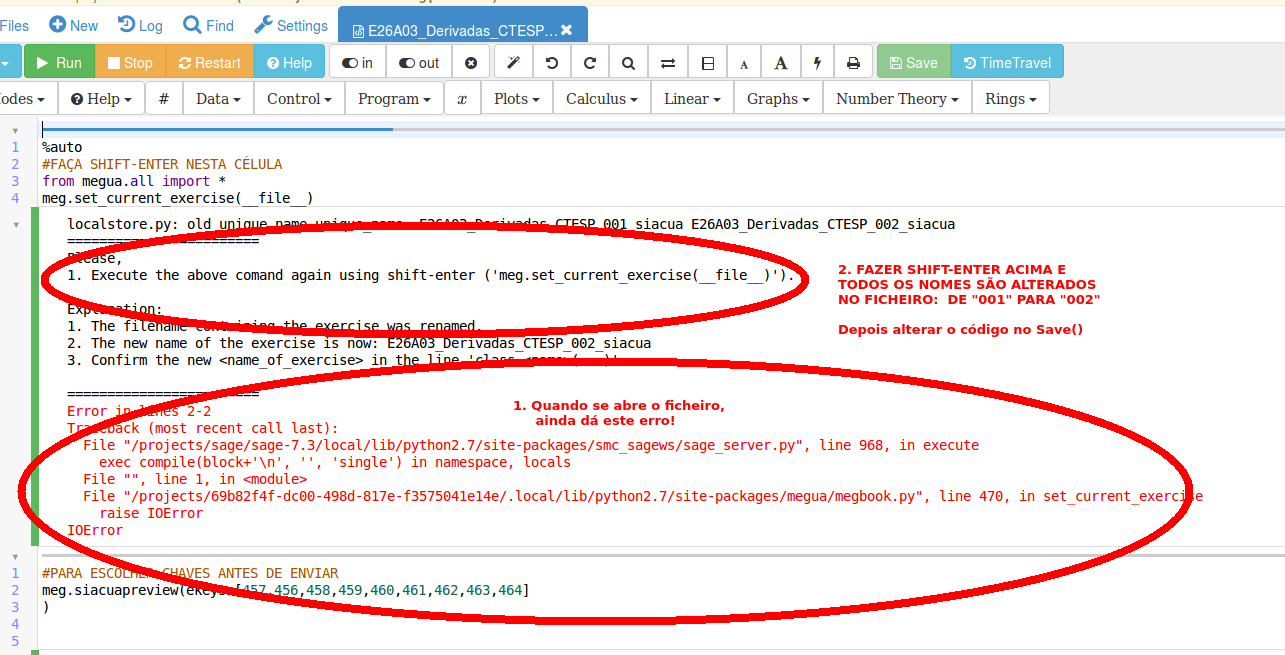 Files New Log Find Settings E26A03_Derivadas_CTESP...
Run Stop Restart Help in out A A Save TimeTravel
odes Help # Data Control Program x Plots Calculus Linear Graphs Number Theory Rings
1 %auto
2 #FAÇA SHIFT-ENTER NESTA CÉLULA
3 from megua.all import *
4 meg.set_current_exercise(__file__)
localstore.py: old unique_name unique_name E26A03_Derivadas_CTESP_001_siacua E26A03_Derivadas_CTESP_002_siacua
========================
Please,
1. Execute the above comand again using shift-enter ('meg.set_current_exercise(__file__)').
Explanation:
1. The filename containing the exercise was renamed.
2. The new name of the exercise is now: E26A03_Derivadas_CTESP_002_siacua
3. Confirm the new <name_of_exercise> in the line 'class <name>(
========================
2. FAZER SHIFT-ENTER ACIMA E
TODOS OS NOMES SÃO ALTERADOS
NO FICHEIRO: DE "001" PARA "002"
Depois alterar o código no Save()
1. Quando se abre o ficheiro,
ainda dá este erro!
Error in lines 2-2
Traceback (most recent call last):
File "/projects/sage/sage-7.3/local/lib/python2.7/site-packages/smc_sagews/sage_server.py", line 968, in execute
exec compile(block+'\n', '', 'single') in namespace, locals
File "", line 1, in <module>
File "/projects/69b82f4f-dc00-498d-817e-f3575041e14e/.local/lib/python2.7/site-packages/megua/megbook.py", line 470, in set_current_exercise
raise IOError
IOError
1 #PARA ESCOLHER CHAVES ANTES DE ENVIAR
2 meg.siacuapreview(ekeys=[457,456,458,459,460,461,462,463,464]
3 )
4
5